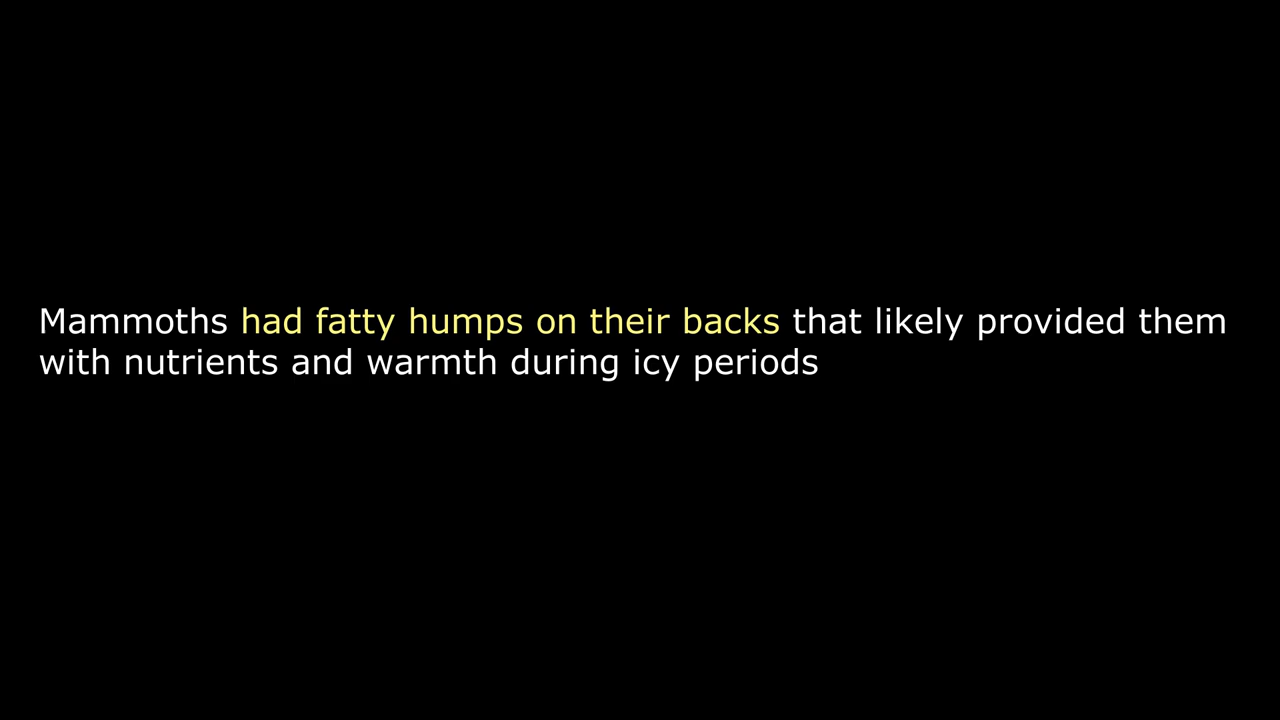 Mammoths had fatty humps on their backs that likely provided them
with nutrients and warmth during icy periods